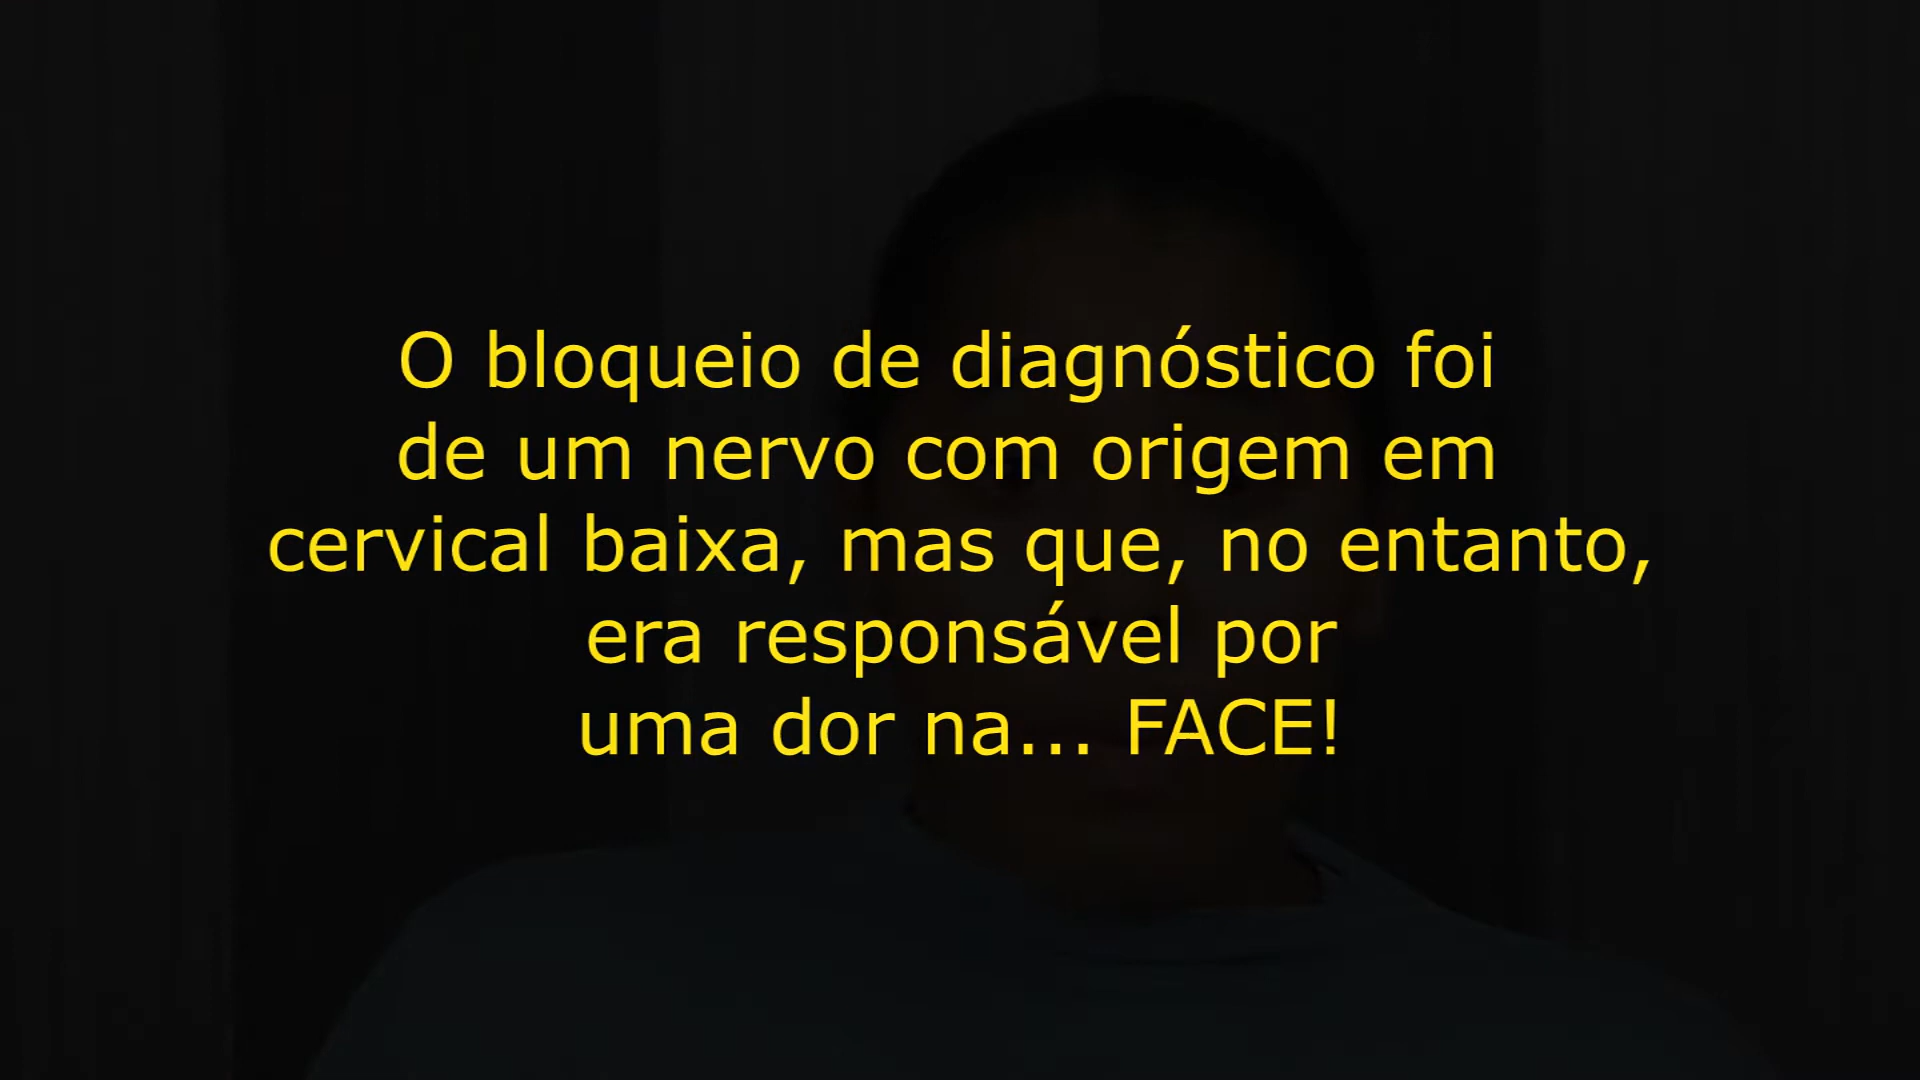 O bloqueio de diagnóstico foi
de um nervo com origem em
cervical baixa, mas que, no entanto,
era responsável por
uma dor na... FACE!